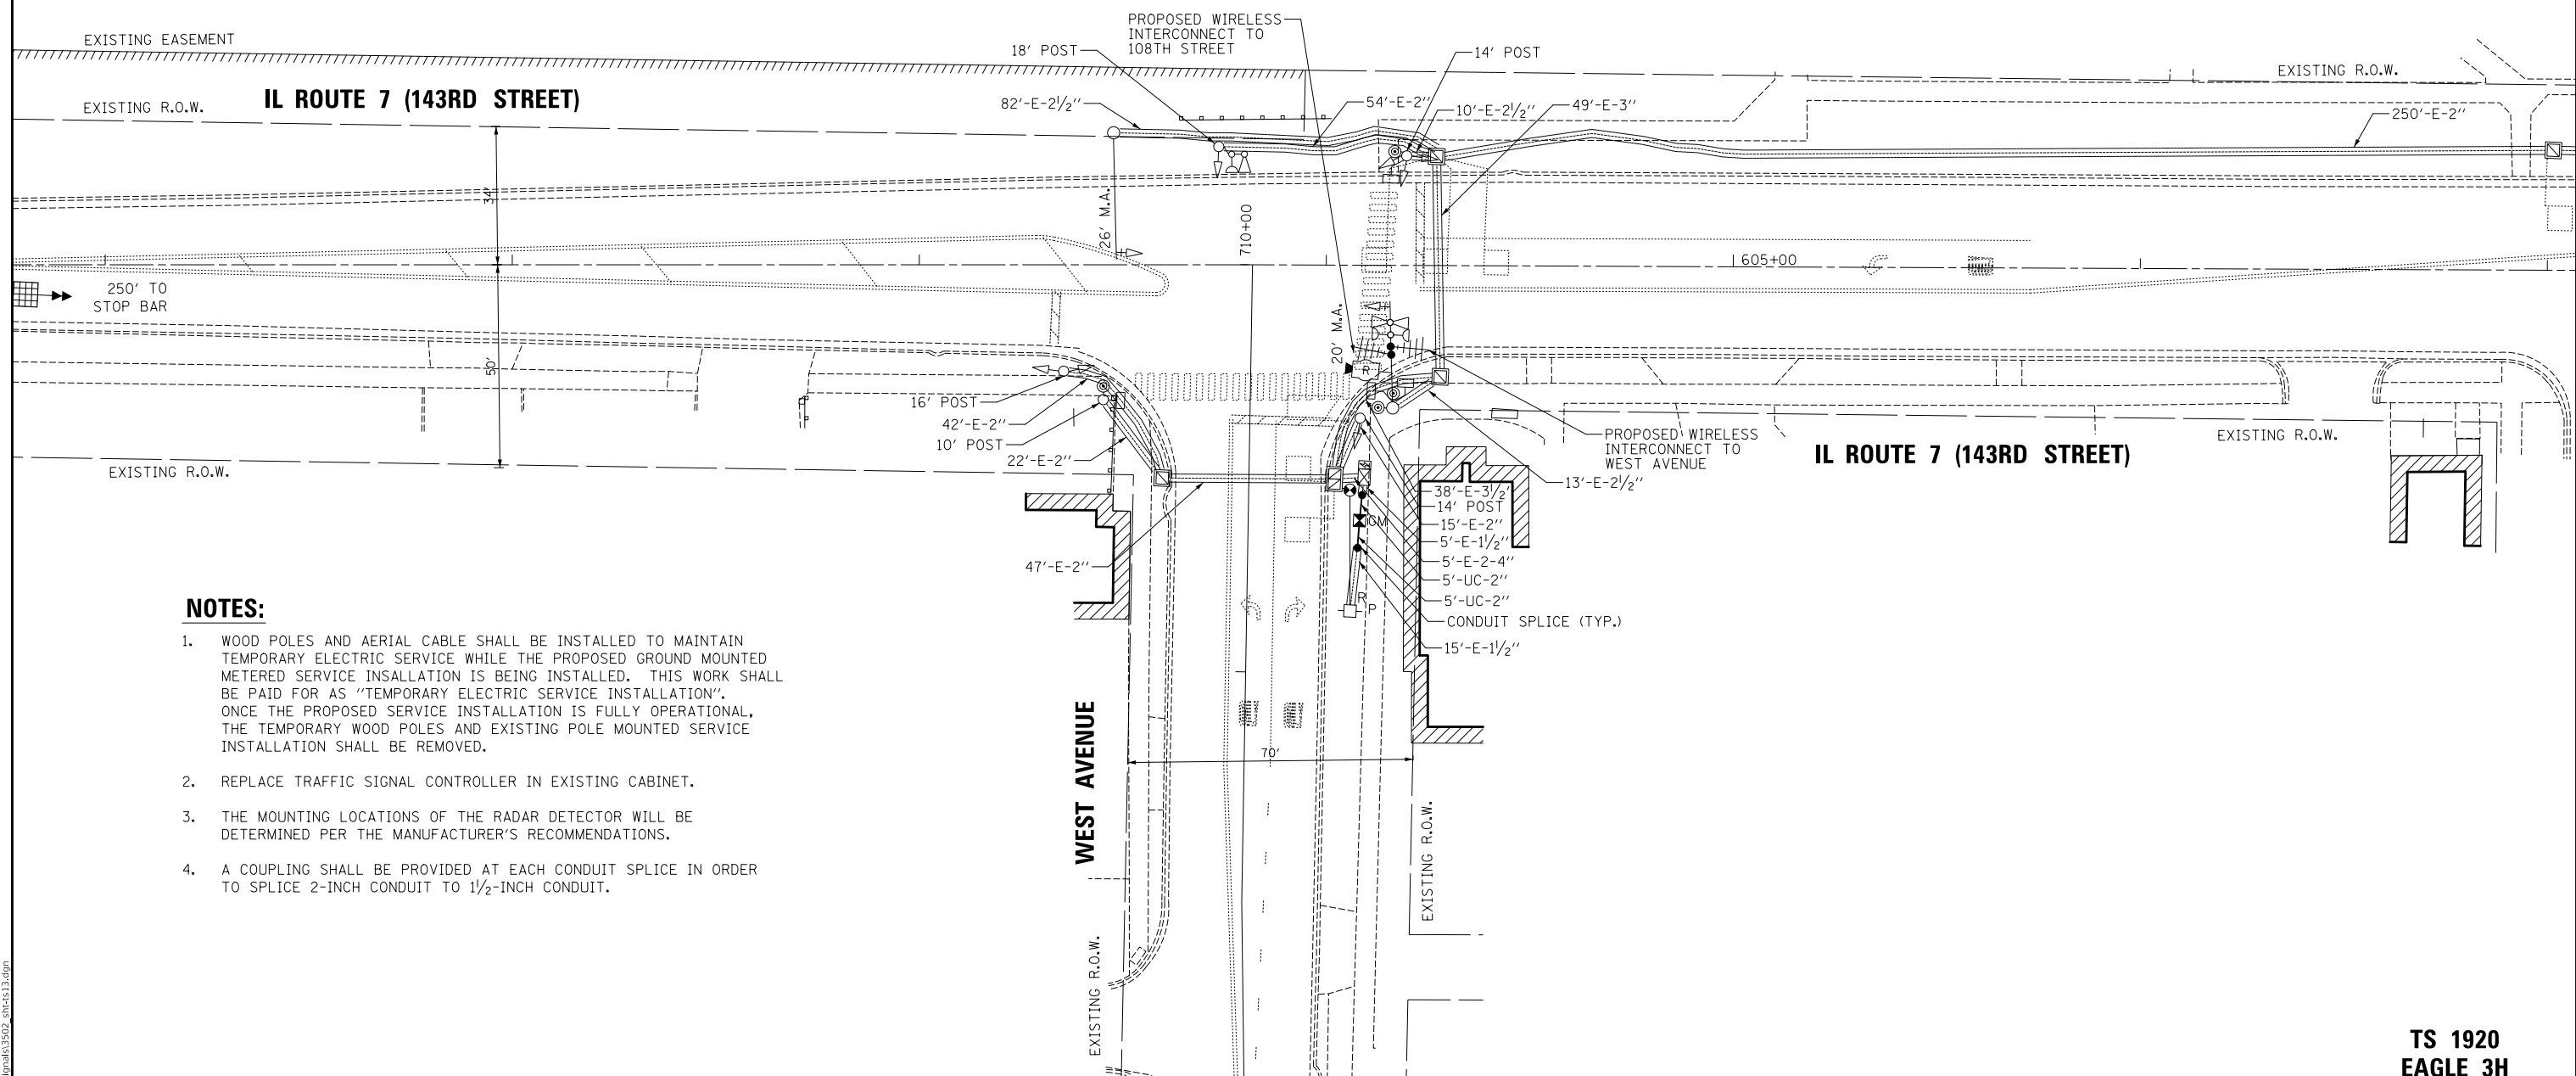 PROPOSED WIRELESS
INTERCONNECT TO
108TH STREET
18' POST
14' POST
EXISTING EASEMENT
EXISTING R.O.W.
IL ROUTE 7 (143RD STREET)
EXISTING R.O.W.
82'-E-2½"
54'-E-2"
10'-E-2½"
49'-E-3"
250'-E-2"
34'
26' M.A.
710+00
605+00
250' TO
STOP BAR
50'
20' M.A.
R
16' POST
42'-E-2"
10' POST
22'-E-2"
EXISTING R.O.W.
PROPOSED WIRELESS
INTERCONNECT TO
WEST AVENUE
IL ROUTE 7 (143RD STREET)
EXISTING R.O.W.
13'-E-2½"
38'-E-3½'
14' POST
15'-E-2"
5'-E-1½"
5'-E-2-4"
5'-UC-2"
5'-UC-2"
CONDUIT SPLICE (TYP.)
15'-E-1½"
GM
R
P
47'-E-2"
NOTES:
1. WOOD POLES AND AERIAL CABLE SHALL BE INSTALLED TO MAINTAIN
TEMPORARY ELECTRIC SERVICE WHILE THE PROPOSED GROUND MOUNTED
METERED SERVICE INSALLATION IS BEING INSTALLED. THIS WORK SHALL
BE PAID FOR AS "TEMPORARY ELECTRIC SERVICE INSTALLATION".
ONCE THE PROPOSED SERVICE INSTALLATION IS FULLY OPERATIONAL,
THE TEMPORARY WOOD POLES AND EXISTING POLE MOUNTED SERVICE
INSTALLATION SHALL BE REMOVED.
2. REPLACE TRAFFIC SIGNAL CONTROLLER IN EXISTING CABINET.
3. THE MOUNTING LOCATIONS OF THE RADAR DETECTOR WILL BE
DETERMINED PER THE MANUFACTURER'S RECOMMENDATIONS.
4. A COUPLING SHALL BE PROVIDED AT EACH CONDUIT SPLICE IN ORDER
TO SPLICE 2-INCH CONDUIT TO 1½-INCH CONDUIT.
70'
WEST AVENUE
EXISTING R.O.W.
EXISTING R.O.W.
ignals\3502_sht-ts13.dgn
TS 1920
EAGLE 3H